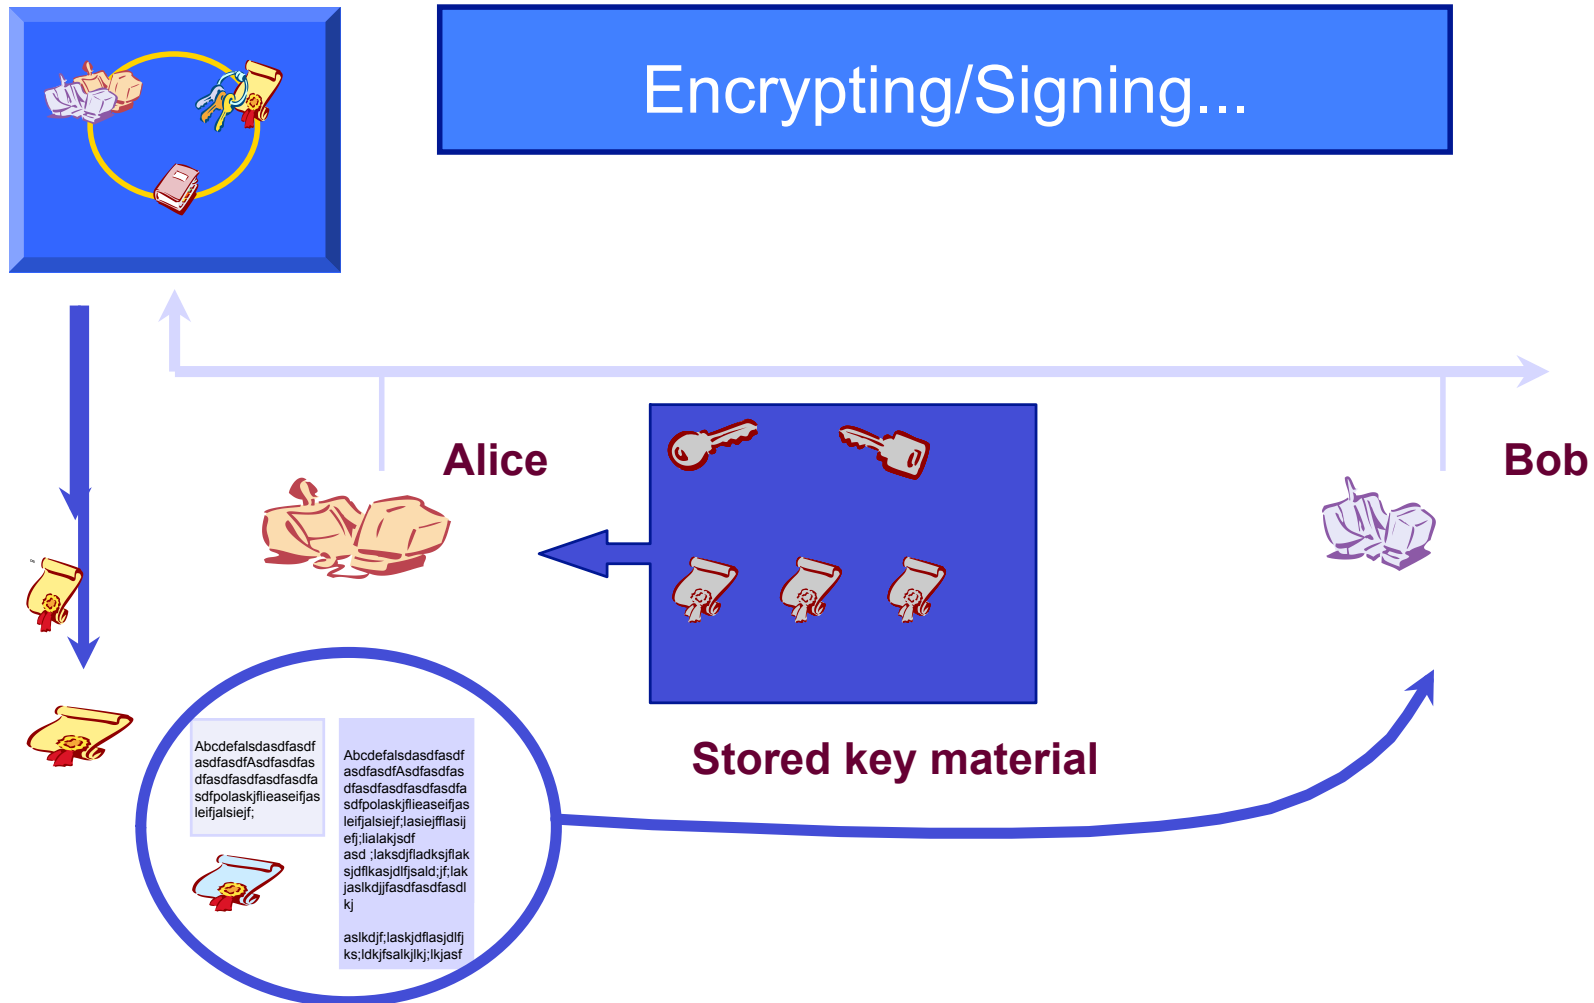 Encrypting/Signing...
Alice
Bob
Stored key material
Abcdefalsdasdfasdf
asdfasdfAsdfasdfas
dfasdfasdfasdfasdfa
sdfpolaskjflieaseifjas
leifjalsiejf;
Abcdefalsdasdfasdf
asdfasdfAsdfasdfas
dfasdfasdfasdfasdfa
sdfpolaskjflieaseifjas
leifjalsiejf;lasiejfflasij
efj;lialakjsdf
asd ;laksdjfladksjflak
sjdflkasjdlfjsald;jf;lak
jaslkdjjfasdfasdfasdl
kj
aslkdjf;laskjdflasjdlfj
ks;ldkjfsalkjlkj;lkjasf